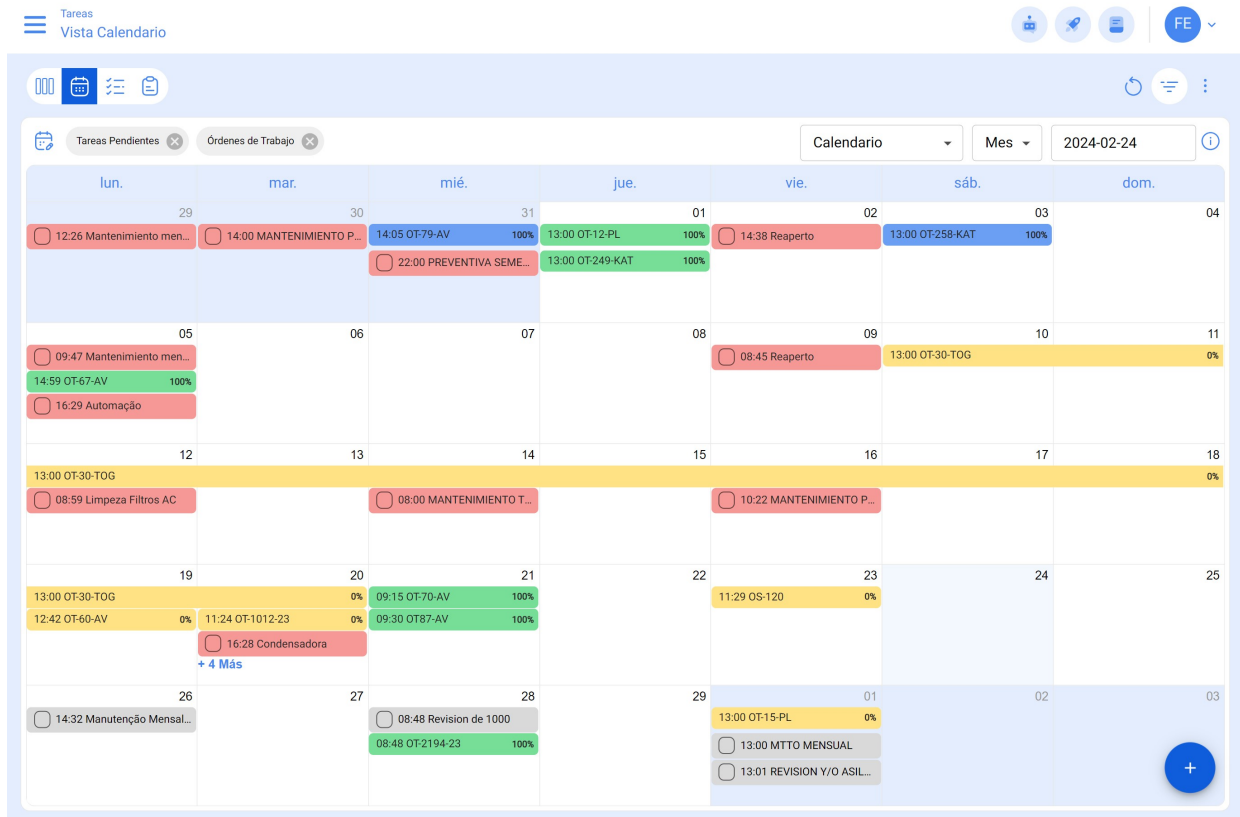 Tareas
Vista Calendario
FE
Tareas Pendientes
Órdenes de Trabajo
Calendario
Mes
2024-02-24
lun. mar. mié. jue. vie. sáb. dom.
29 30 31 01 02 03 04
12:26 Mantenimiento men... 14:00 MANTENIMIENTO P... 14:05 OT-79-AV 100% 13:00 OT-12-PL 100% 14:38 Reaperto 13:00 OT-258-KAT 100%
22:00 PREVENTIVA SEME... 13:00 OT-249-KAT 100%
05 06 07 08 09 10 11
09:47 Mantenimiento men... 08:45 Reaperto 13:00 OT-30-TOG 0%
14:59 OT-67-AV 100%
16:29 Automação
12 13 14 15 16 17 18
13:00 OT-30-TOG 0%
08:59 Limpeza Filtros AC 08:00 MANTENIMIENTO T... 10:22 MANTENIMIENTO P...
19 20 21 22 23 24 25
13:00 OT-30-TOG 0% 09:15 OT-70-AV 100% 11:29 OS-120 0%
12:42 OT-60-AV 0% 11:24 OT-1012-23 0% 09:30 OT87-AV 100%
16:28 Condensadora
+ 4 Más
26 27 28 29 01 02 03
14:32 Manutenção Mensal... 08:48 Revision de 1000 13:00 OT-15-PL 0%
08:48 OT-2194-23 100% 13:00 MTTO MENSUAL
13:01 REVISION Y/O ASIL...
+